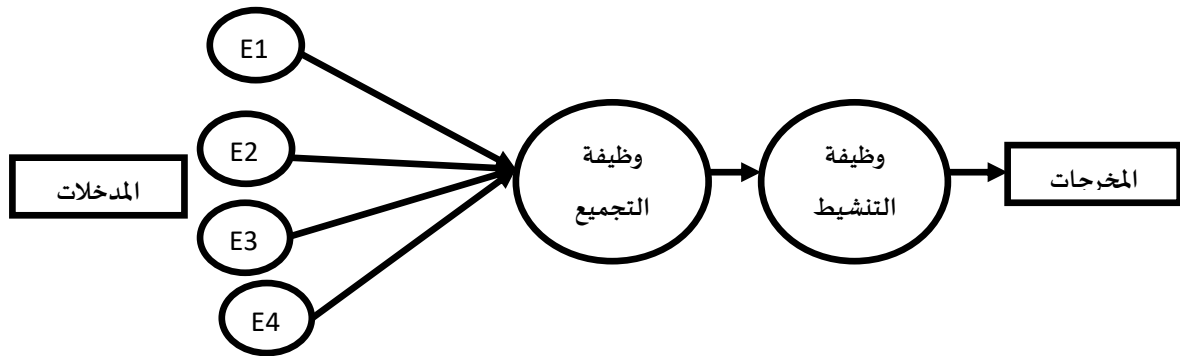 E1
E2
E3
E4
المدخلات
وظيفة
التجميع
وظيفة
التنشيط
المخرجات